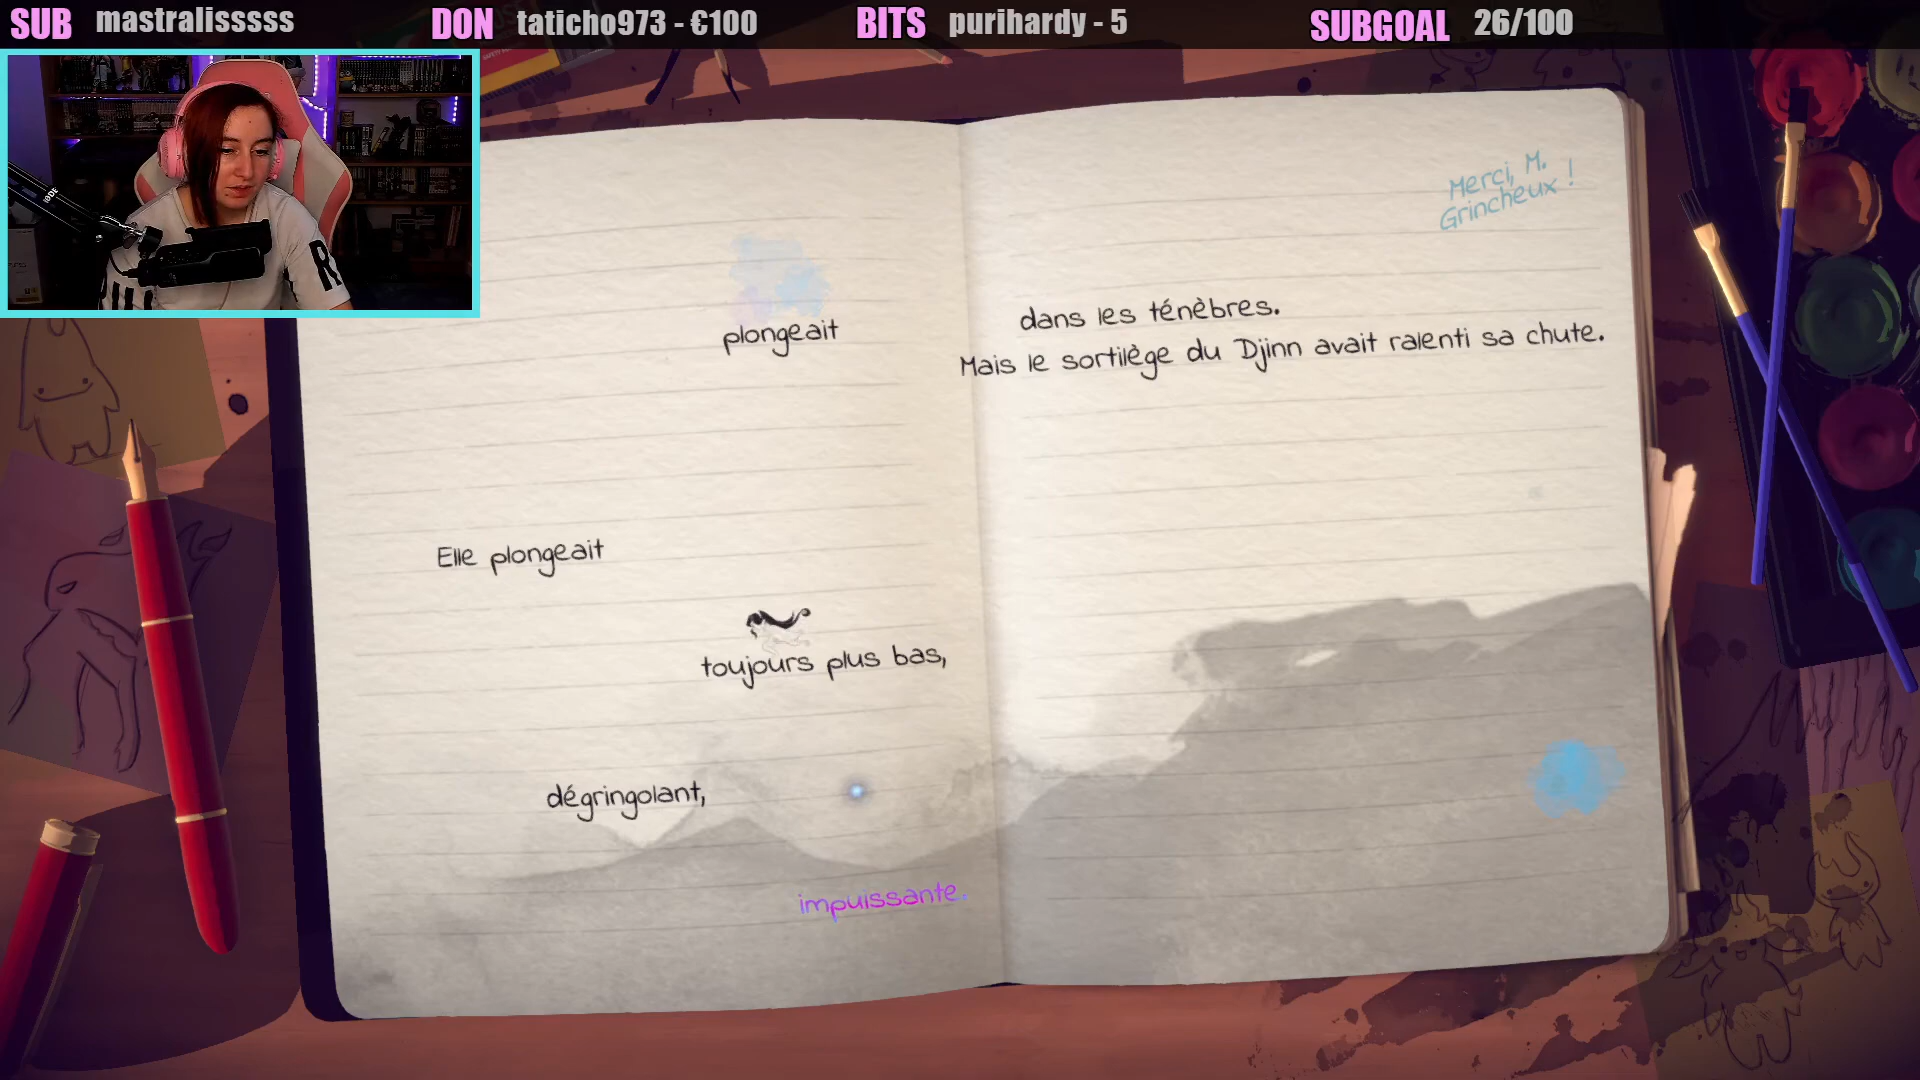 SUB mastralisssss DON taticho973 - €100 BITS purihardy - 5 SUBGOAL 26/100
RØDE
plongeait
Elle plongeait
toujours plus bas,
dégringolant,
impuissante.
Merci, M.
Grincheux !
dans les ténèbres.
Mais le sortilège du Djinn avait ralenti sa chute.